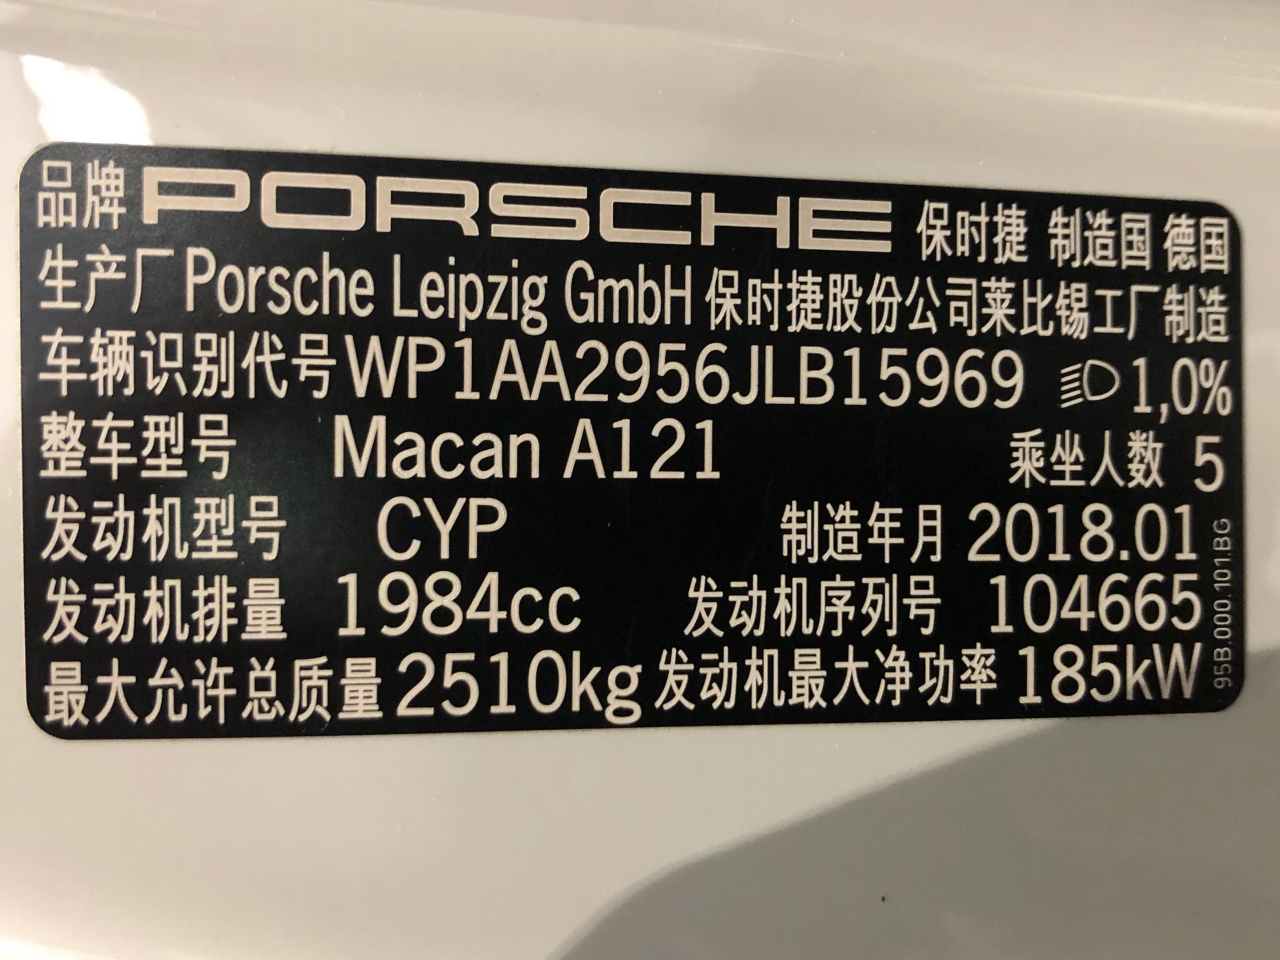 品牌 PORSCHE 保时捷 制造国 德国
生产厂 Porsche Leipzig GmbH 保时捷股份公司莱比锡工厂制造
车辆识别代号 WP1AA2956JLB15969 1,0%
整车型号 Macan A121 乘坐人数 5
发动机型号 CYP 制造年月 2018.01
发动机排量 1984cc 发动机序列号 104665
最大允许总质量 2510kg 发动机最大净功率 185kW
95B.000.101.BG